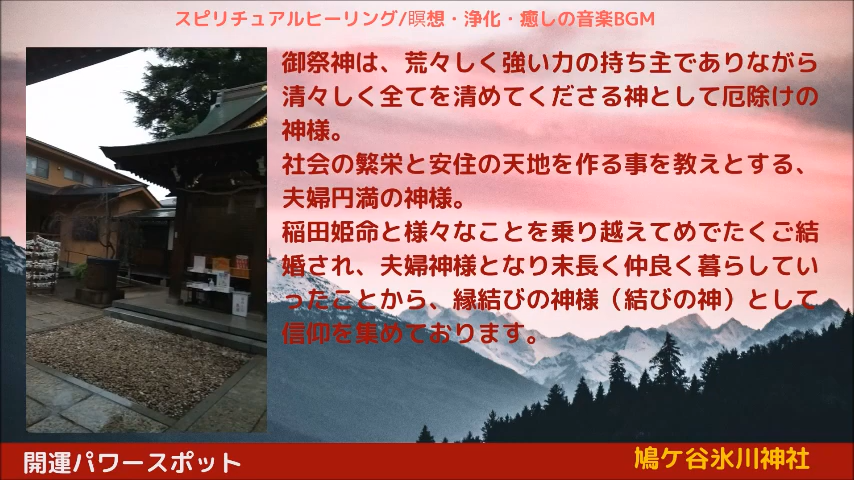 スピリチュアルヒーリング/瞑想・浄化・癒しの音楽BGM
御祭神は、荒々しく強い力の持ち主でありながら
清々しく全てを清めてくださる神として厄除けの
神様。
社会の繁栄と安住の天地を作る事を教えとする、
夫婦円満の神様。
稲田姫命と様々なことを乗り越えてめでたくご結
婚され、夫婦神様となり末長く仲良く暮らしてい
ったことから、縁結びの神様（結びの神）として
信仰を集めております。
開運パワースポット
鳩ケ谷氷川神社